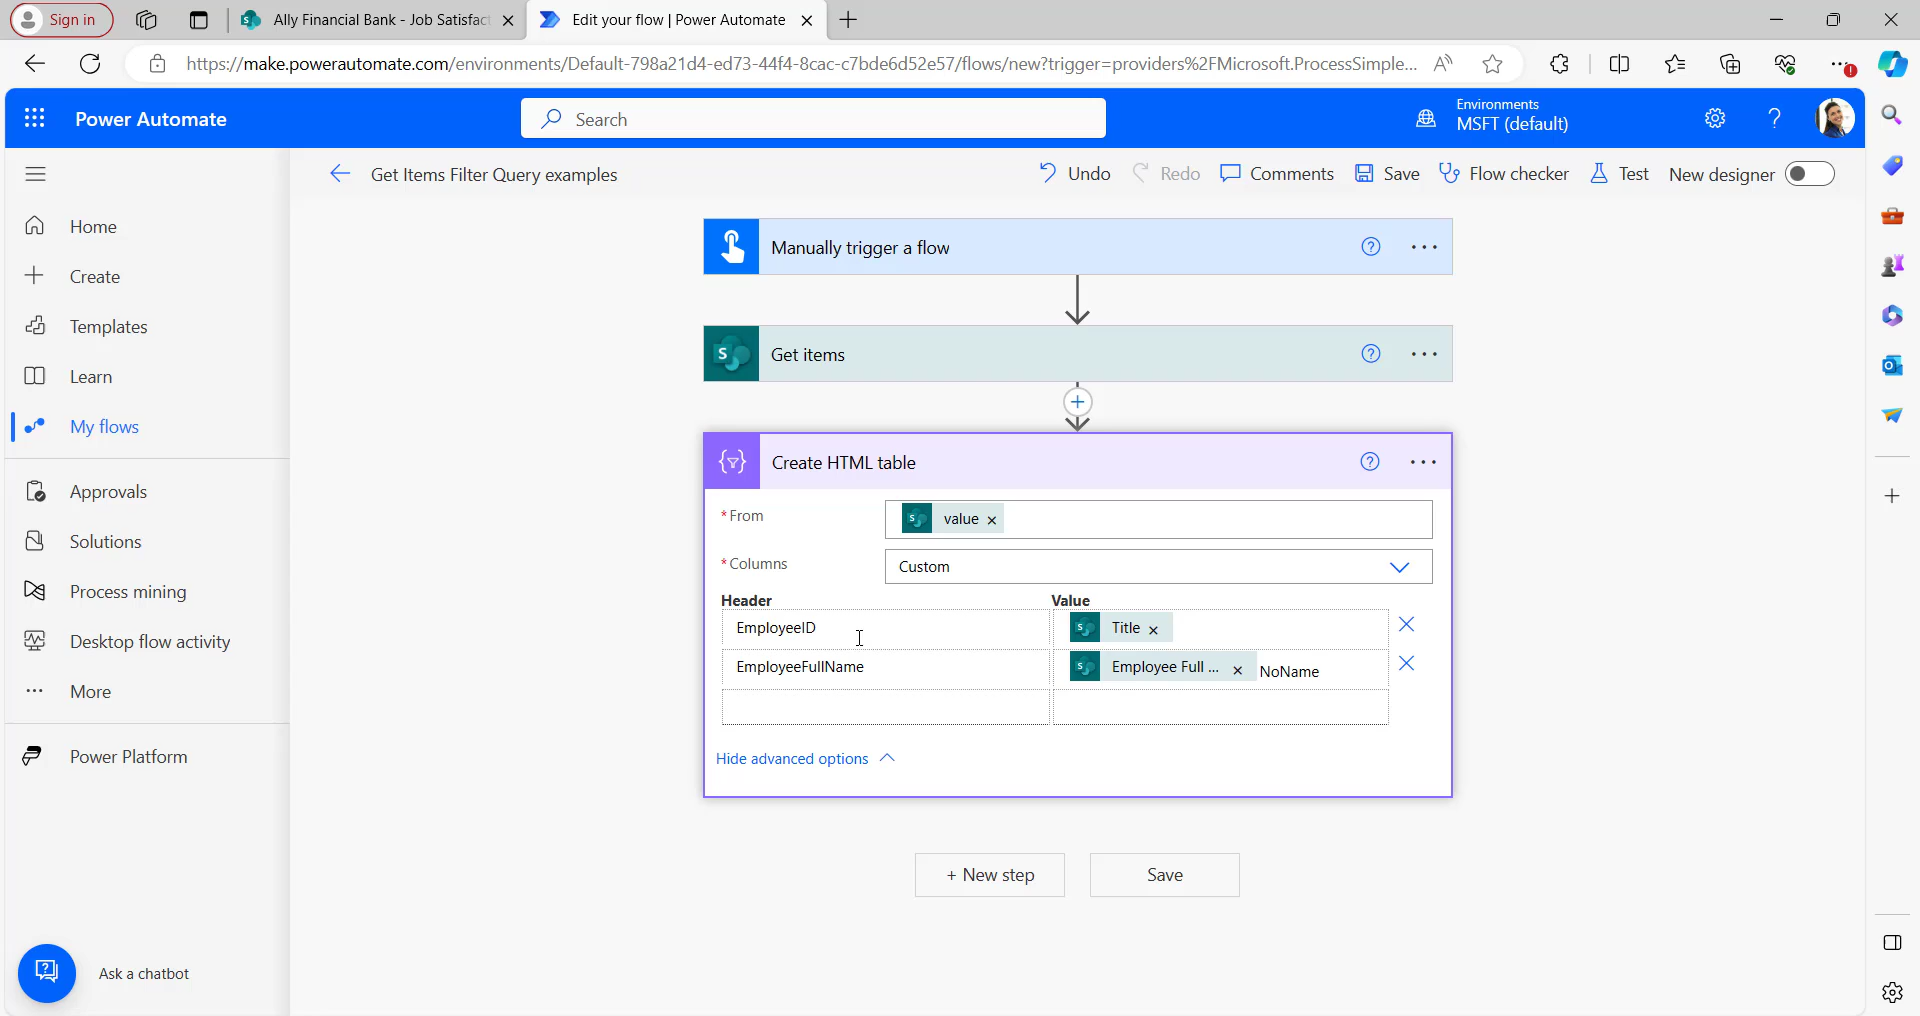 Sign in
Ally Financial Bank - Job Satisfac
Edit your flow | Power Automate
https://make.powerautomate.com/environments/Default-798a21d4-ed73-44f4-8cac-c7bde6d52e57/flows/new?trigger=providers%2FMicrosoft.ProcessSimple...
Power Automate
Search
Environments
MSFT (default)
Get Items Filter Query examples
Undo
Redo
Comments
Save
Flow checker
Test
New designer
Home
Create
Templates
Learn
My flows
Approvals
Solutions
Process mining
Desktop flow activity
More
Power Platform
Ask a chatbot
Manually trigger a flow
Get items
Create HTML table
* From
value
* Columns
Custom
Header Value
EmployeeID Title
EmployeeFullName Employee Full ... NoName
Hide advanced options
+ New step
Save